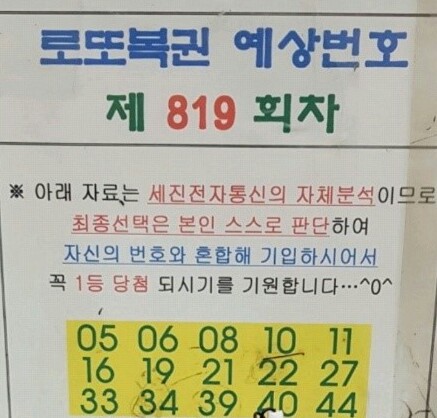 로또복권 예상번호
제 819 회차
※ 아래 자료는 세진전자통신의 자체분석이므로
최종선택은 본인 스스로 판단하여
자신의 번호와 혼합해 기입하시어서
꼭 1등 당첨 되시기를 기원합니다…^0^
05 06 08 10 11
16 19 21 22 27
33 34 39 40 44